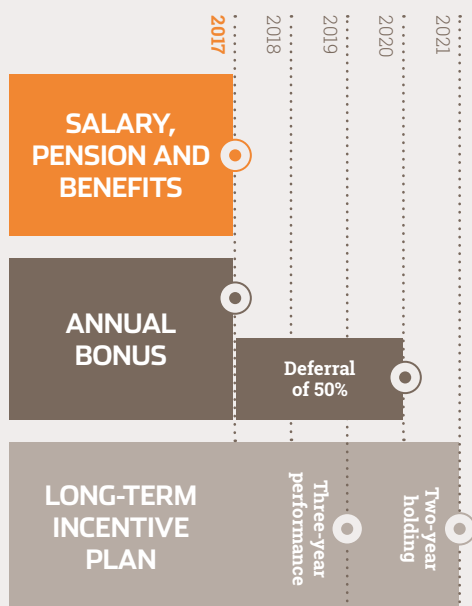 2017
2018
2019
2020
2021
SALARY,
PENSION AND
BENEFITS
ANNUAL
BONUS
Deferral
of 50%
LONG-TERM
INCENTIVE
PLAN
Three-year
performance
Two-year
holding